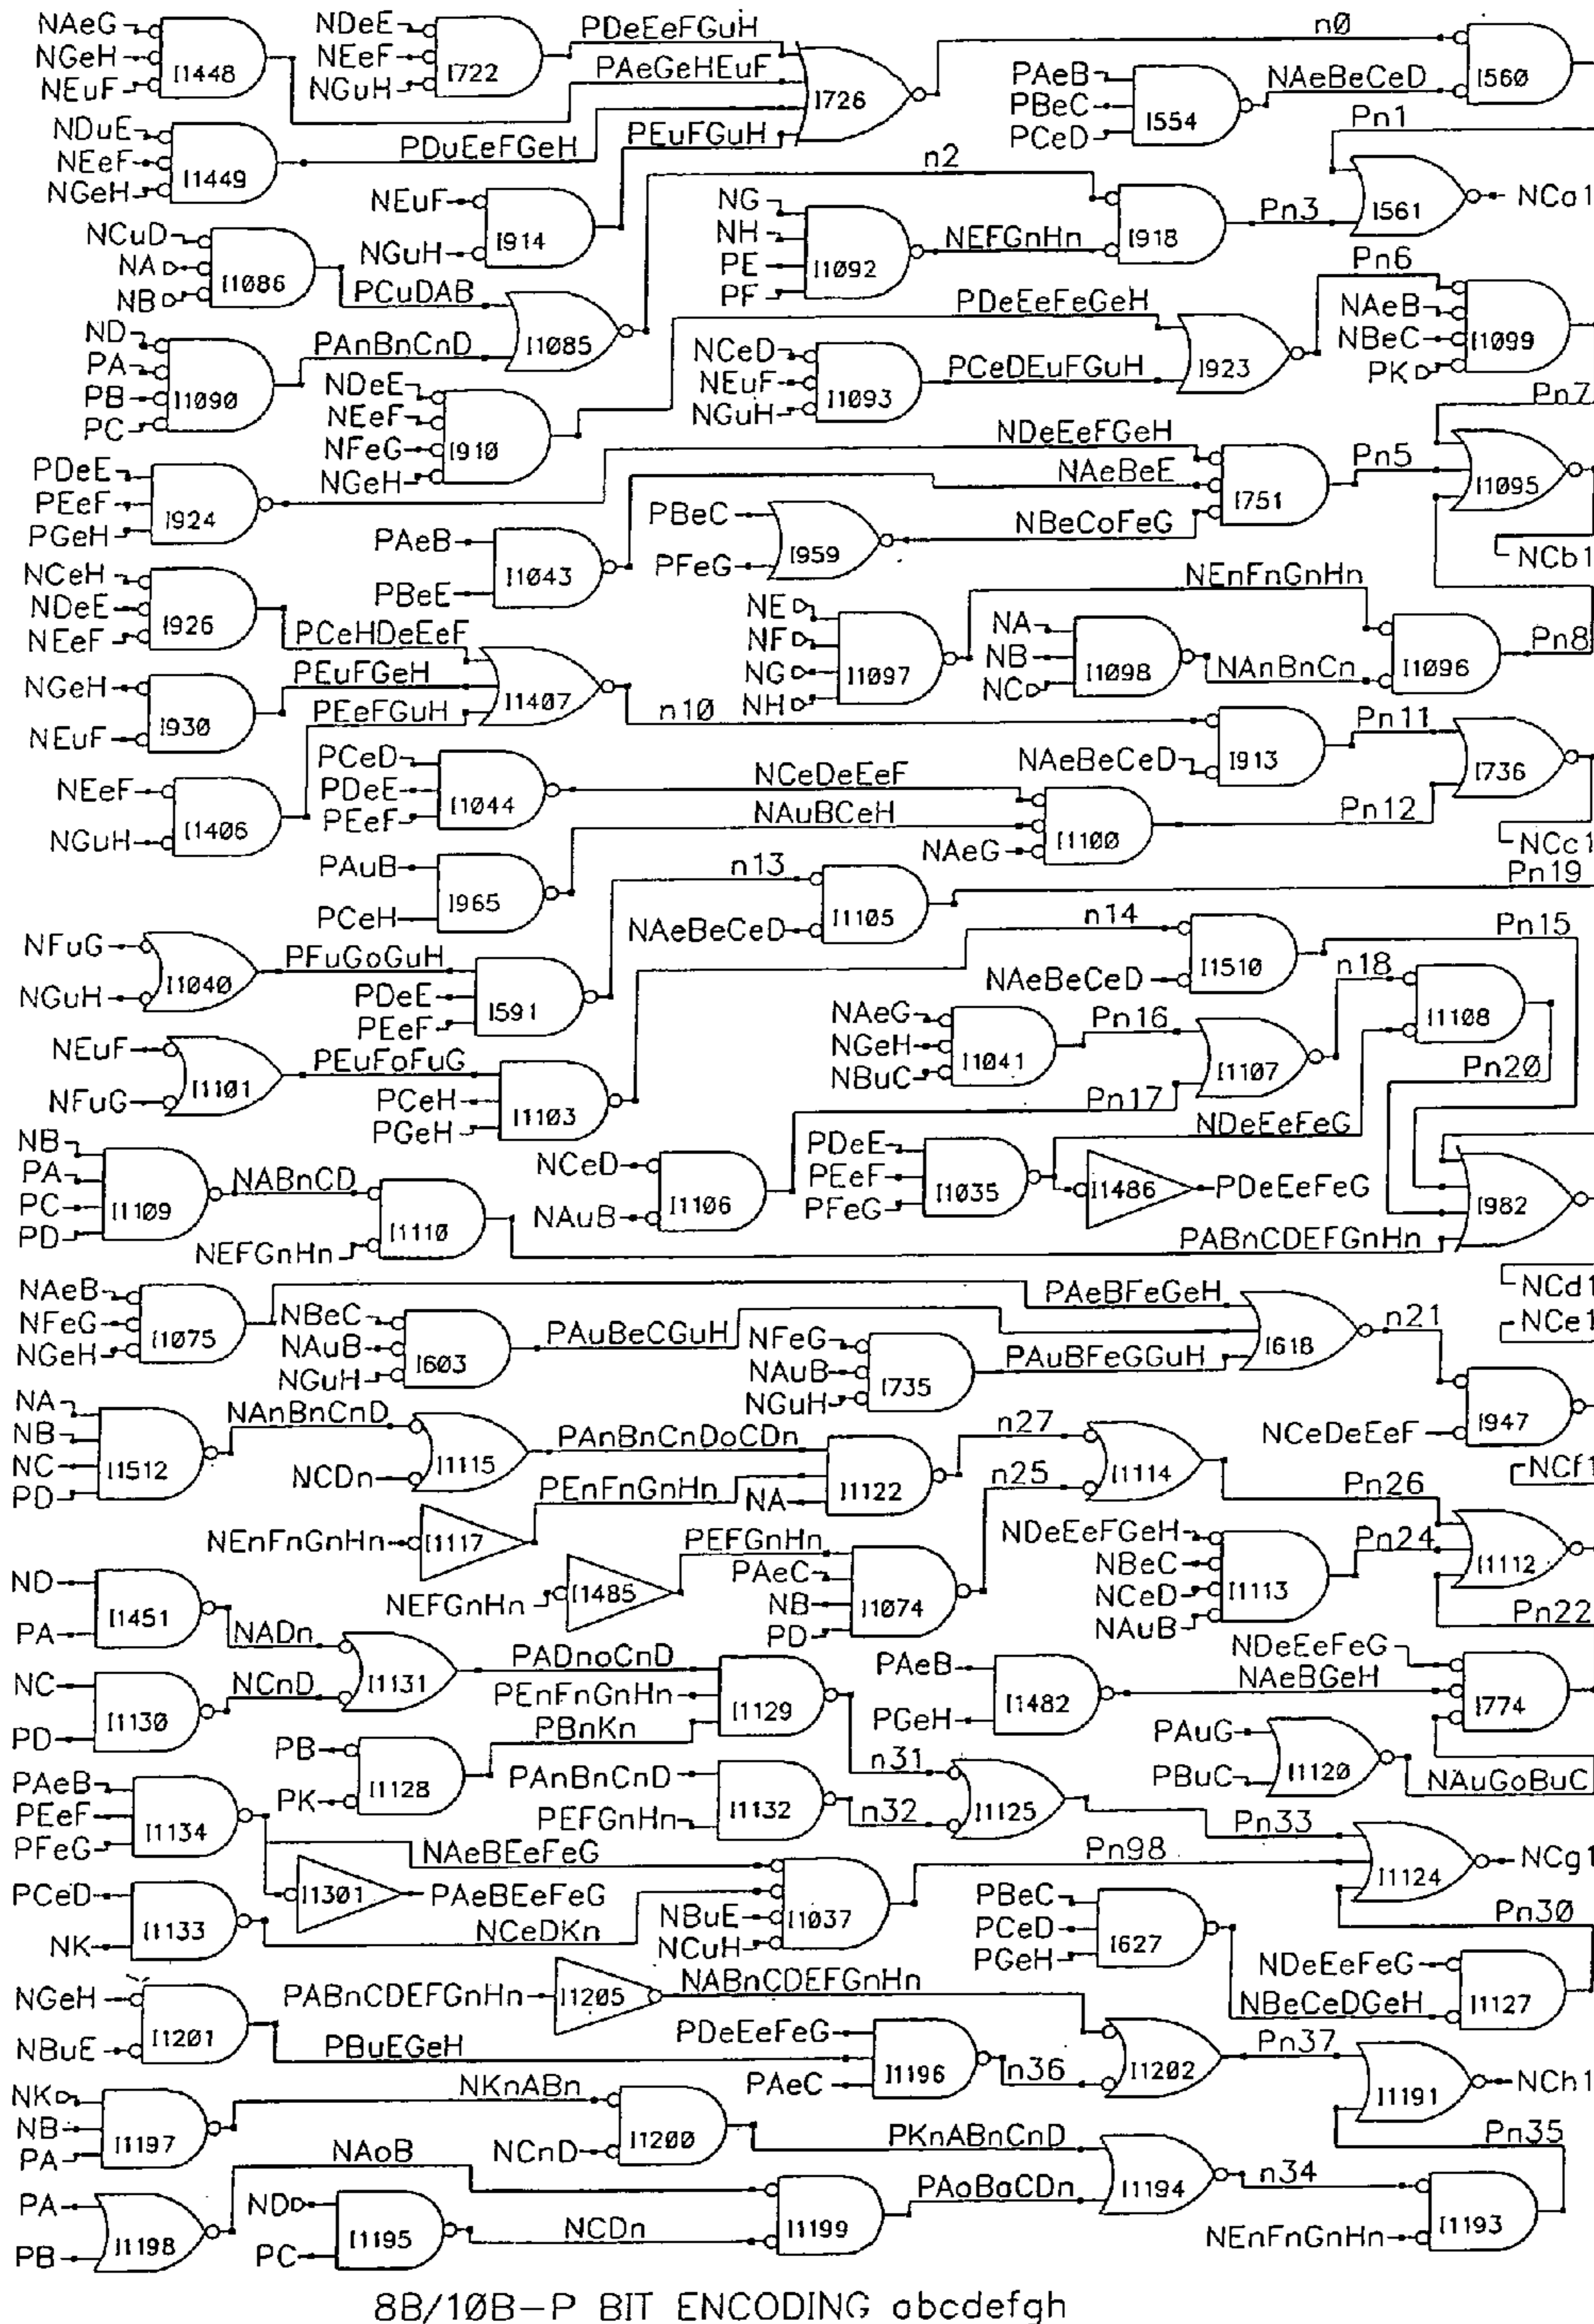 NAeG
NGeH
NEuF
I1448
NDeE
NEeF
NGuH
I722
PDeEeFGuH
PAeGeHEuF
I726
n0
PAeB
PBeC
PCeD
I554
NAeBeCeD
I560
Pn1
NDuE
NEeF
NGeH
I1449
PDuEeFGeH
PEuFGuH
n2
NEuF
NGuH
I914
NG
NH
PE
PF
I1092
NEFGnHn
I918
Pn3
I561
NCa1
NCuD
NA
NB
I1086
PCuDAB
I1085
ND
PA
PB
PC
I1090
PAnBnCnD
PDeEeFeGeH
NCeD
NEuF
NGuH
I1093
PCeDEuFGuH
I923
Pn6
NAeB
NBeC
PK
I1099
NDeE
NEeF
NFeG
NGeH
I910
Pn7
PDeE
PEeF
PGeH
I924
NDeEeFGeH
NAeBeE
I751
Pn5
I1095
NCb1
PAeB
PBeE
I1043
PBeC
PFeG
I959
NBeCoFeG
NCeH
NDeE
NEeF
I926
PCeHDeEeF
NE
NF
NG
NH
I1097
NEnFnGnHn
NA
NB
NC
I1098
NAnBnCn
I1096
Pn8
NGeH
NEuF
I930
PEuFGeH
PEeFGuH
I1407
n10
NAeBeCeD
I913
Pn11
I736
NEeF
NGuH
I1406
PCeD
PDeE
PEeF
I1044
NCeDeEeF
NAuBCeH
NAeG
I1100
Pn12
NCc1
PAuB
PCeH
I965
n13
NAeBeCeD
I1105
Pn19
NFuG
NGuH
I1040
PFuGoGuH
PDeE
PEeF
I591
n14
NAeBeCeD
I1510
Pn15
NAeG
NGeH
NBuC
I1041
Pn16
I1107
n18
I1108
NEuF
NFuG
I1101
PEuFoFuG
PCeH
PGeH
I1103
Pn17
Pn20
NB
PA
PC
PD
I1109
NABnCD
NEFGnHn
I1110
NCeD
NAuB
I1106
PDeE
PEeF
PFeG
I1035
NDeEeFeG
I1486
PDeEeFeG
I982
PABnCDEFGnHn
NCd1
NAeB
NFeG
NGeH
I1075
NBeC
NAuB
NGuH
I603
PAuBeCGuH
NFeG
NAuB
NGuH
I735
PAeBFeGeH
PAuBFeGGuH
I618
n21
NCe1
NCeDeEeF
I947
NA
NB
NC
PD
I1512
NAnBnCnD
NCDn
I1115
PAnBnCnDoCDn
PEnFnGnHn
NA
I1122
n27
n25
I1114
Pn26
NCf1
NEnFnGnHn
I1117
NEFGnHn
I1485
PEFGnHn
PAeC
NB
PD
I1074
NDeEeFGeH
NBeC
NCeD
NAuB
I1113
Pn24
I1112
Pn22
ND
PA
I1451
NADn
NC
PD
I1130
NCnD
I1131
PADnoCnD
PEnFnGnHn
PBnKn
I1129
PAeB
PGeH
I1482
NDeEeFeG
NAeBGeH
I774
PB
PK
I1128
PAnBnCnD
PEFGnHn
I1132
n31
n32
I1125
PAuG
PBuC
I1120
NAuGoBuC
PAeB
PEeF
PFeG
I1134
NAeBEeFeG
I1301
PAeBEeFeG
Pn33
Pn98
I1124
NCg1
PCeD
NK
I1133
NCeDKn
NBuE
NCuH
I1037
PBeC
PCeD
PGeH
I627
Pn30
NDeEeFeG
NBeCeDGeH
I1127
NGeH
NBuE
I1201
PABnCDEFGnHn
I1205
NABnCDEFGnHn
PBuEGeH
PDeEeFeG
PAeC
I1196
n36
I1202
Pn37
I1191
NCh1
NK
NB
PA
I1197
NKnABn
NCnD
I1200
PKnABnCnD
I1194
n34
Pn35
PA
PB
I1198
NAoB
ND
PC
I1195
NCDn
I1199
PAoBoCDn
NEnFnGnHn
I1193
8B/10B-P BIT ENCODING abcdefgh